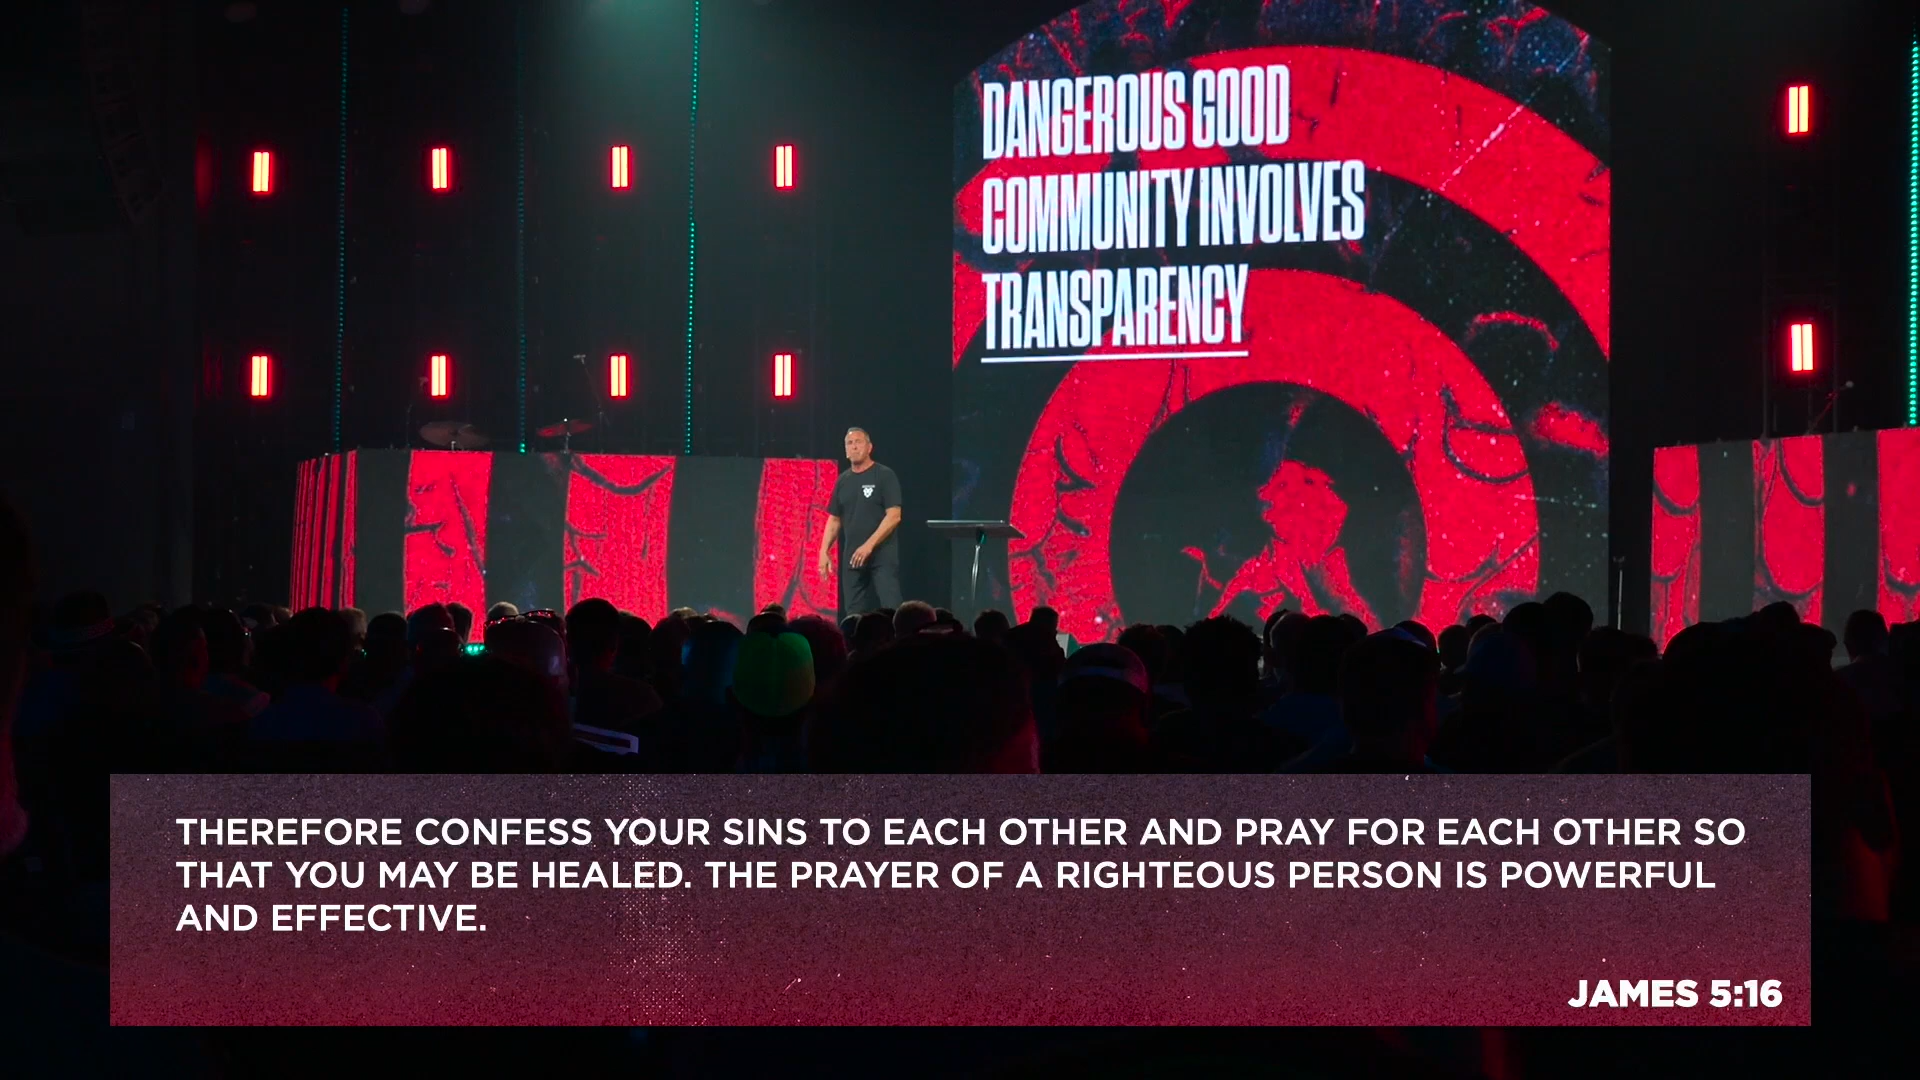 DANGEROUS GOOD
COMMUNITY INVOLVES
TRANSPARENCY
THEREFORE CONFESS YOUR SINS TO EACH OTHER AND PRAY FOR EACH OTHER SO
THAT YOU MAY BE HEALED. THE PRAYER OF A RIGHTEOUS PERSON IS POWERFUL
AND EFFECTIVE.
JAMES 5:16